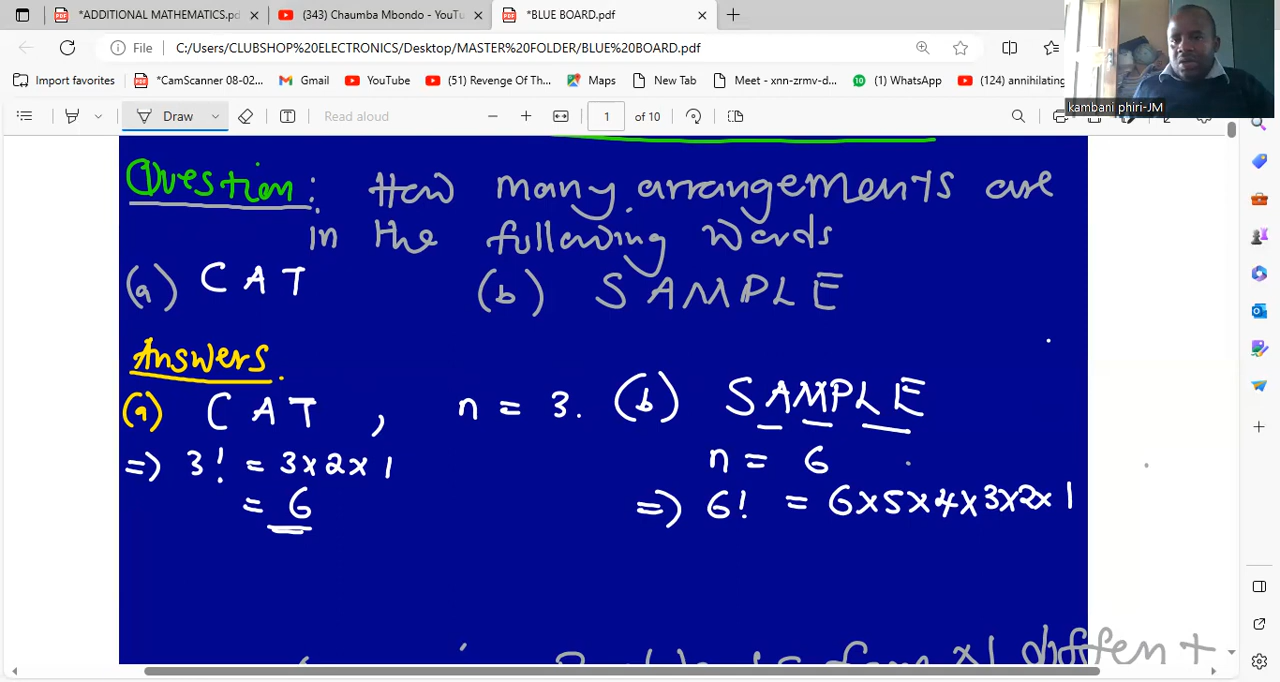 *ADDITIONAL MATHEMATICS.pd
(343) Chaumba Mbondo - YouTu
*BLUE BOARD.pdf
File
C:/Users/CLUBSHOP%20ELECTRONICS/Desktop/MASTER%20FOLDER/BLUE%20BOARD.pdf
Import favorites
*CamScanner 08-02...
Gmail
YouTube
(51) Revenge Of Th...
Maps
New Tab
Meet - xnn-zrmv-d...
10
(1) WhatsApp
(124) annihilating
kambani phiri-JM
Draw
Read aloud
1
of 10
Question: How many arrangements are
in the following words
(a) CAT (b) SAMPLE
Answers.
(a) CAT, n = 3. (b) SAMPLE
=> 3! = 3x2x1 n = 6
= 6 => 6! = 6x5x4x3x2x1
different